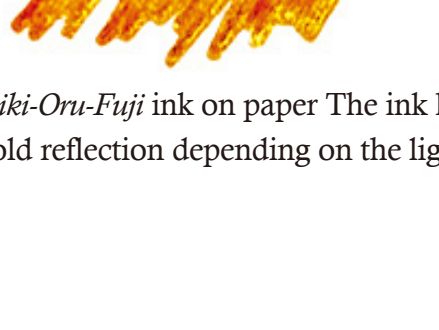 iki-Oru-Fuji ink on paper The ink
old reflection depending on the lig